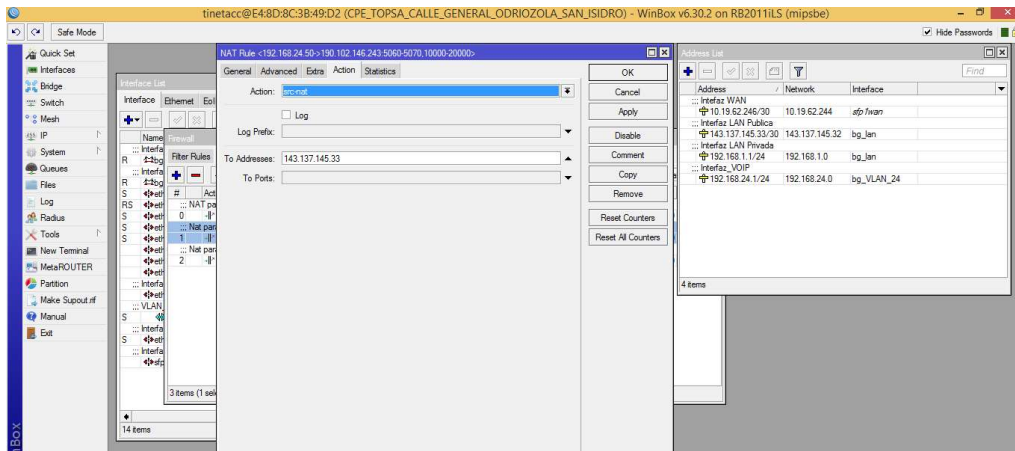 tinetacc@E4:8D:8C:3B:49:D2 (CPE_TOPSA_CALLE_GENERAL_ODRIOZOLA_SAN_ISIDRO) - WinBox v6.30.2 on RB2011iLS (mipsbe)
Safe Mode
Hide Passwords
Quick Set
Interfaces
Bridge
Switch
Mesh
IP
System
Queues
Files
Log
Radius
Tools
New Terminal
MetaROUTER
Partition
Make Supout.rif
Manual
Exit
Interface List
Interface Ethernet EoI
Name
14 items
Firewall
Filter Rules
#
0
1
2
3 items (1 sel
NAT Rule <192.168.24.50->190.102.146.243:5060-5070,10000-20000>
General Advanced Extra Action Statistics
Action: src-nat
Log
Log Prefix:
To Addresses: 143.137.145.33
To Ports:
OK
Cancel
Apply
Disable
Comment
Copy
Remove
Reset Counters
Reset All Counters
Address List
Find
Address Network Interface
;;; Intefaz WAN
10.19.62.246/30 10.19.62.244 sfp1wan
;;; Interfaz LAN Publica
143.137.145.33/30 143.137.145.32 bg_lan
;;; Interfaz LAN Privada
192.168.1.1/24 192.168.1.0 bg_lan
;;; Interfaz_VOIP
192.168.24.1/24 192.168.24.0 bg_VLAN_24
4 items